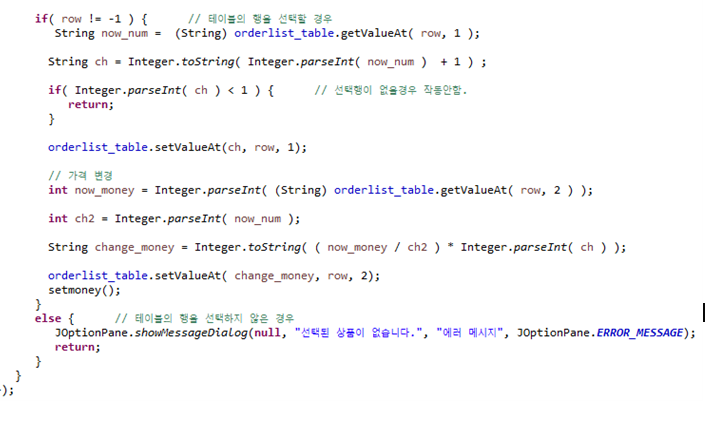 if( row != -1 ) {      // 테이블의 행을 선택할 경우
String now_num =  (String) orderlist_table.getValueAt( row, 1 );
String ch = Integer.toString( Integer.parseInt( now_num )  + 1 ) ;
if( Integer.parseInt( ch ) < 1 ) {      // 선택행이 없을경우 작동안함.
return;
}
orderlist_table.setValueAt(ch, row, 1);
// 가격 변경
int now_money = Integer.parseInt( (String) orderlist_table.getValueAt( row, 2 ) );
int ch2 = Integer.parseInt( now_num );
String change_money = Integer.toString( ( now_money / ch2 ) * Integer.parseInt( ch ) );
orderlist_table.setValueAt( change_money, row, 2);
setmoney();
}
else {      // 테이블의 행을 선택하지 않은 경우
JOptionPane.showMessageDialog(null, "선택된 상품이 없습니다.", "에러 메시지", JOptionPane.ERROR_MESSAGE);
return;
}
}
);